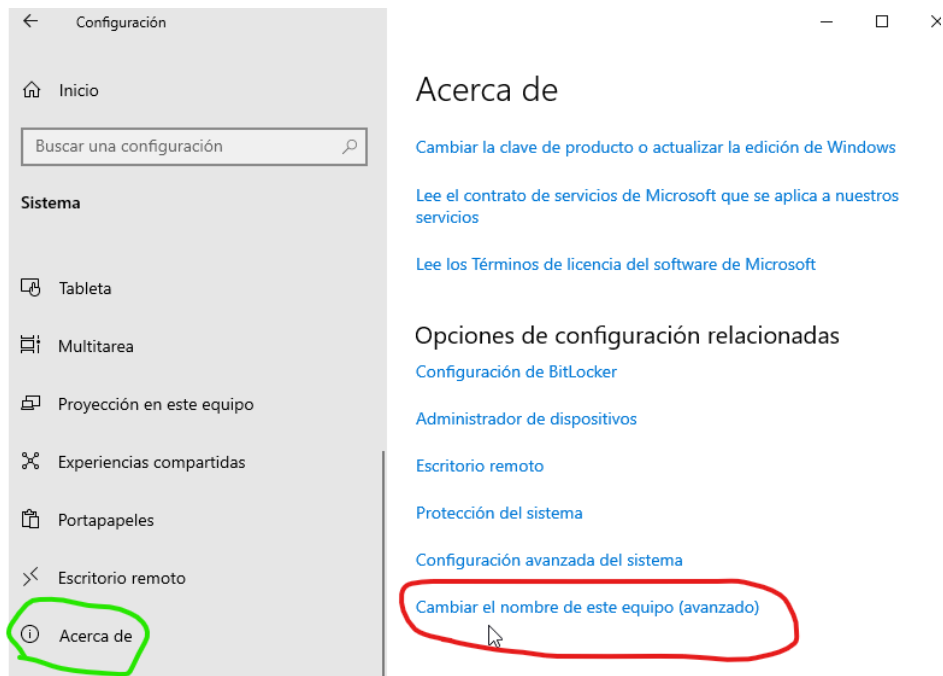 Configuración
Inicio
Buscar una configuración
Sistema
Tableta
Multitarea
Proyección en este equipo
Experiencias compartidas
Portapapeles
Escritorio remoto
Acerca de
Acerca de
Cambiar la clave de producto o actualizar la edición de Windows
Lee el contrato de servicios de Microsoft que se aplica a nuestros
servicios
Lee los Términos de licencia del software de Microsoft
Opciones de configuración relacionadas
Configuración de BitLocker
Administrador de dispositivos
Escritorio remoto
Protección del sistema
Configuración avanzada del sistema
Cambiar el nombre de este equipo (avanzado)